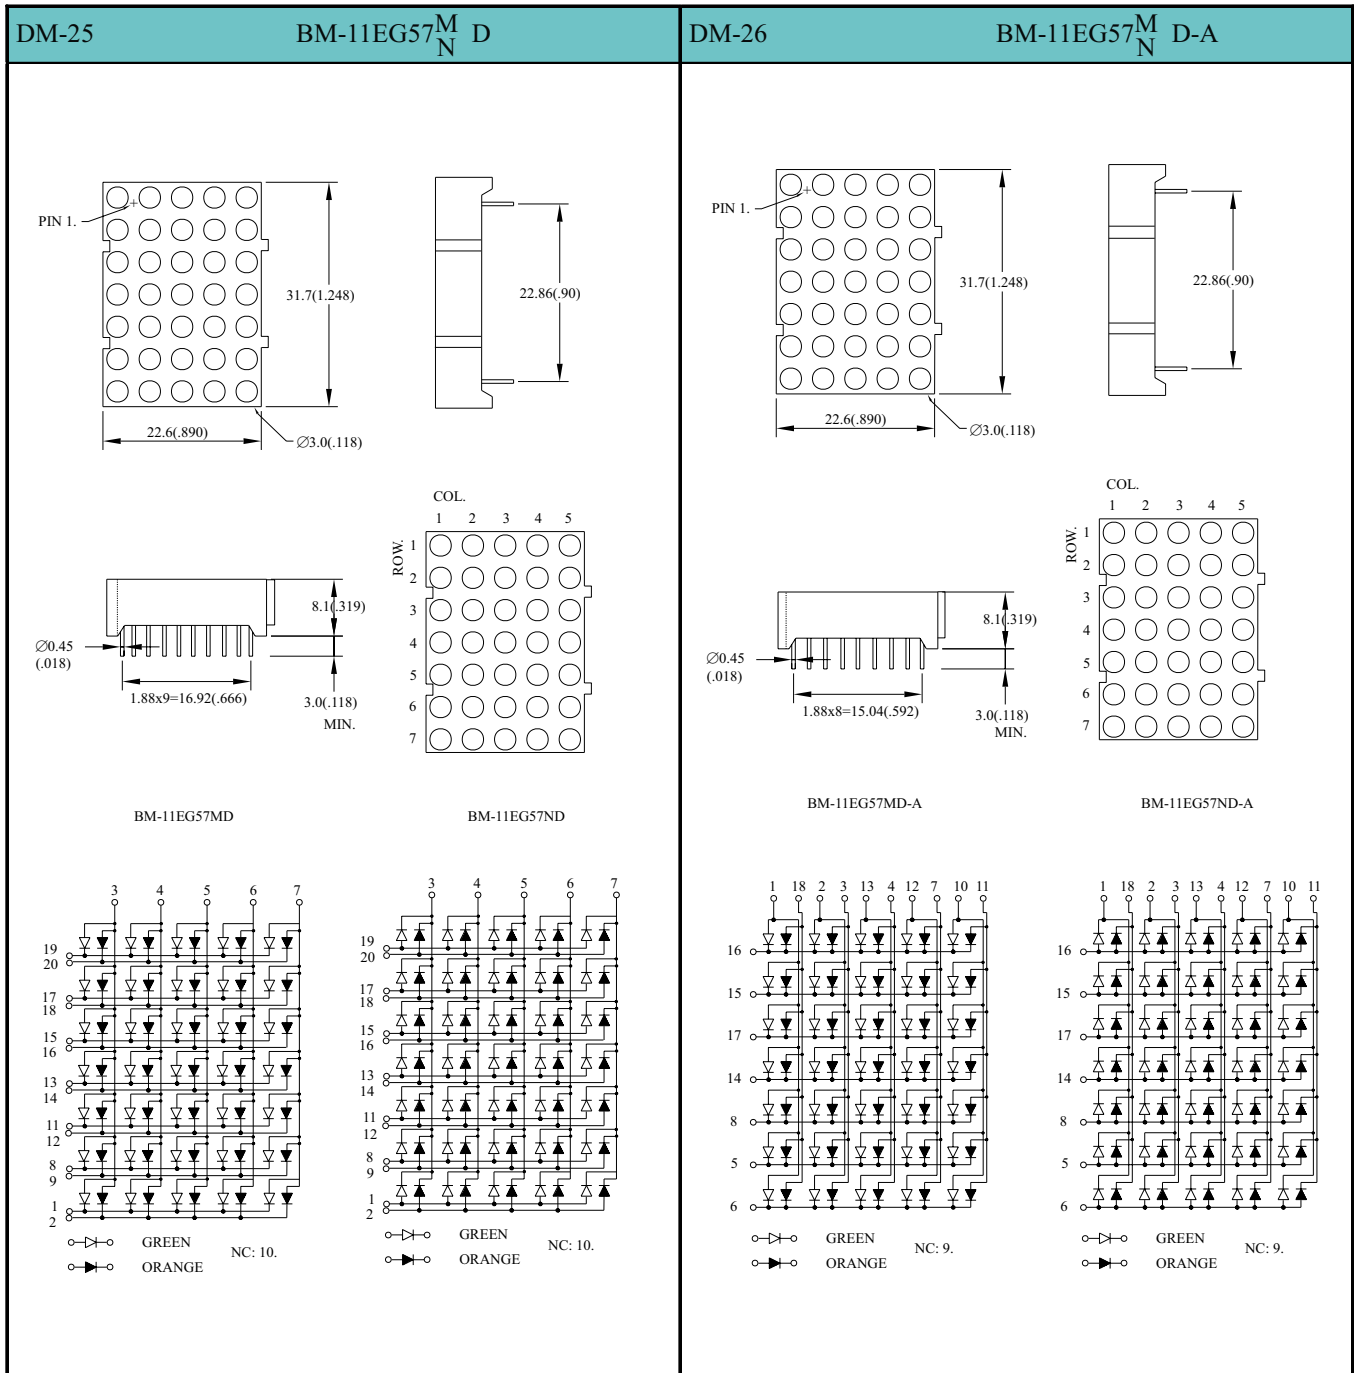 DM-25 BM-11EG57 M/N D
DM-26 BM-11EG57 M/N D-A
PIN 1.
31.7(1.248)
22.86(.90)
22.6(.890)
∅3.0(.118)
PIN 1.
31.7(1.248)
22.86(.90)
22.6(.890)
∅3.0(.118)
COL.
1 2 3 4 5
ROW.
1
2
3
4
5
6
7
8.1(.319)
∅0.45
(.018)
1.88x9=16.92(.666)
3.0(.118)
MIN.
COL.
1 2 3 4 5
ROW.
1
2
3
4
5
6
7
8.1(.319)
∅0.45
(.018)
1.88x8=15.04(.592)
3.0(.118)
MIN.
BM-11EG57MD
BM-11EG57ND
BM-11EG57MD-A
BM-11EG57ND-A
3 4 5 6 7
19
20
17
18
15
16
13
14
11
12
8
9
1
2
GREEN
ORANGE
NC: 10.
3 4 5 6 7
19
20
17
18
15
16
13
14
11
12
8
9
1
2
GREEN
ORANGE
NC: 10.
1 18 2 3 13 4 12 7 10 11
16
15
17
14
8
5
6
GREEN
ORANGE
NC: 9.
1 18 2 3 13 4 12 7 10 11
16
15
17
14
8
5
6
GREEN
ORANGE
NC: 9.